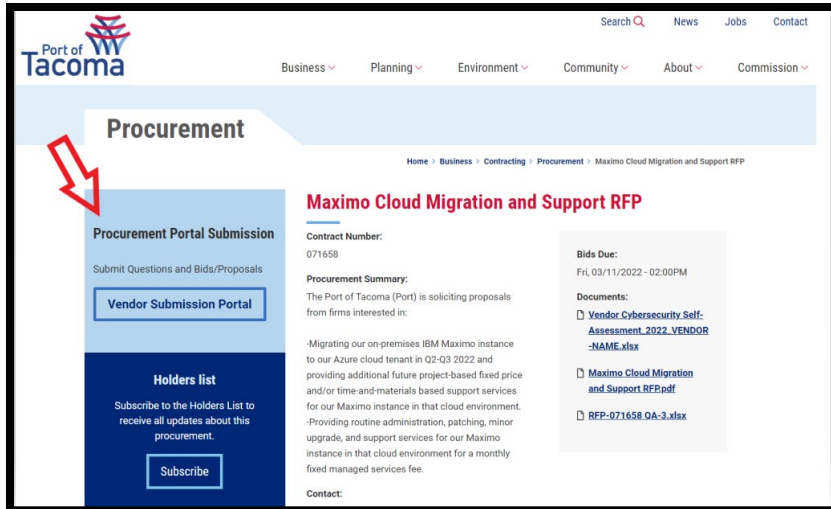 Port of
Tacoma
Search
News
Jobs
Contact
Business
Planning
Environment
Community
About
Commission
Procurement
Home > Business > Contracting > Procurement > Maximo Cloud Migration and Support RFP
Procurement Portal Submission
Submit Questions and Bids/Proposals
Vendor Submission Portal
Holders list
Subscribe to the Holders List to
receive all updates about this
procurement.
Subscribe
Maximo Cloud Migration and Support RFP
Contract Number:
071658
Procurement Summary:
The Port of Tacoma (Port) is soliciting proposals
from firms interested in:
-Migrating our on-premises IBM Maximo instance
to our Azure cloud tenant in Q2-Q3 2022 and
providing additional future project-based fixed price
and/or time-and-materials based support services
for our Maximo instance in that cloud environment.
-Providing routine administration, patching, minor
upgrade, and support services for our Maximo
instance in that cloud environment for a monthly
fixed managed services fee.
Contact:
Bids Due:
Fri, 03/11/2022 - 02:00PM
Documents:
Vendor Cybersecurity Self-
Assessment_2022_VENDOR
-NAME.xlsx
Maximo Cloud Migration
and Support RFP.pdf
RFP-071658 QA-3.xlsx